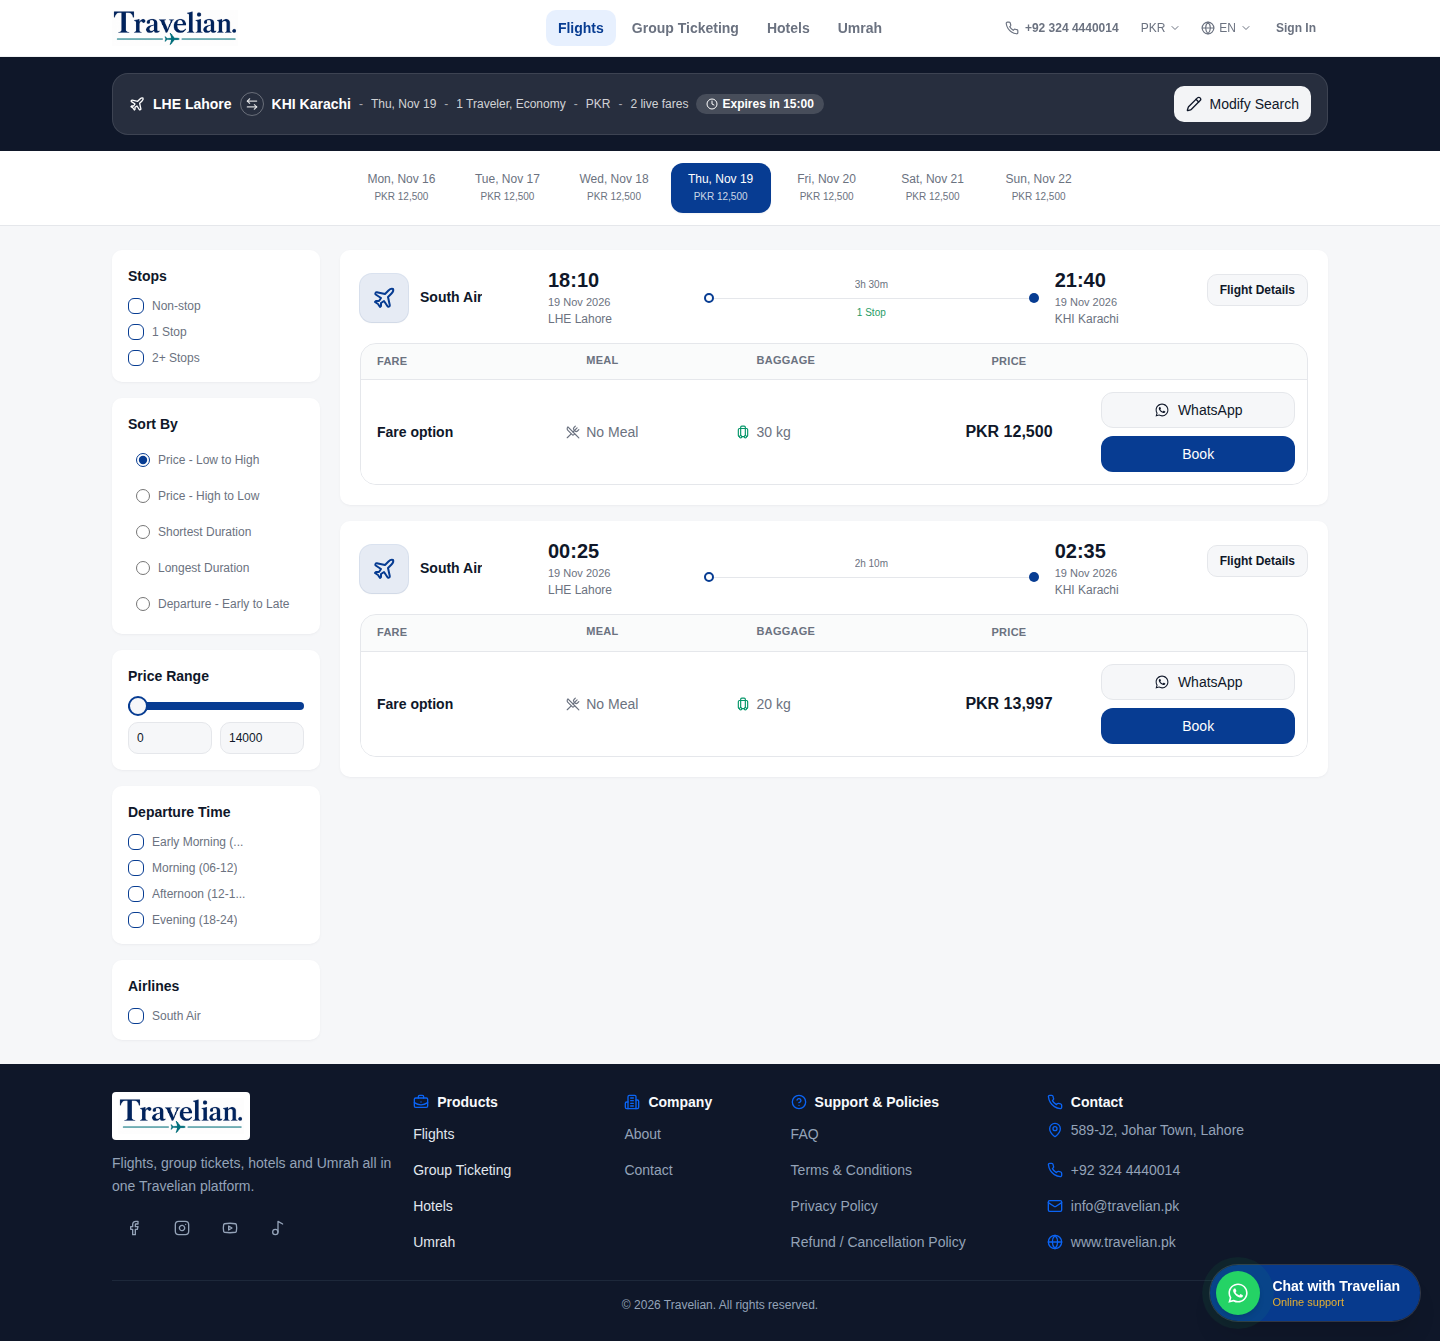 Travelian.
Flights Group Ticketing Hotels Umrah
+92 324 4440014 PKR EN Sign In
LHE Lahore KHI Karachi - Thu, Nov 19 - 1 Traveler, Economy - PKR - 2 live fares Expires in 15:00
Modify Search
Mon, Nov 16 Tue, Nov 17 Wed, Nov 18 Thu, Nov 19 Fri, Nov 20 Sat, Nov 21 Sun, Nov 22
PKR 12,500 PKR 12,500 PKR 12,500 PKR 12,500 PKR 12,500 PKR 12,500 PKR 12,500
Stops
Non-stop
1 Stop
2+ Stops
Sort By
Price - Low to High
Price - High to Low
Shortest Duration
Longest Duration
Departure - Early to Late
Price Range
0 14000
Departure Time
Early Morning (...
Morning (06-12)
Afternoon (12-1...
Evening (18-24)
Airlines
South Air
South Air
18:10
19 Nov 2026
LHE Lahore
3h 30m
1 Stop
21:40
19 Nov 2026
KHI Karachi
Flight Details
FARE MEAL BAGGAGE PRICE
Fare option No Meal 30 kg PKR 12,500
WhatsApp
Book
South Air
00:25
19 Nov 2026
LHE Lahore
2h 10m
02:35
19 Nov 2026
KHI Karachi
Flight Details
FARE MEAL BAGGAGE PRICE
Fare option No Meal 20 kg PKR 13,997
WhatsApp
Book
Travelian.
Flights, group tickets, hotels and Umrah all in
one Travelian platform.
Products
Flights
Group Ticketing
Hotels
Umrah
Company
About
Contact
Support & Policies
FAQ
Terms & Conditions
Privacy Policy
Refund / Cancellation Policy
Contact
589-J2, Johar Town, Lahore
+92 324 4440014
info@travelian.pk
www.travelian.pk
© 2026 Travelian. All rights reserved.
Chat with Travelian
Online support